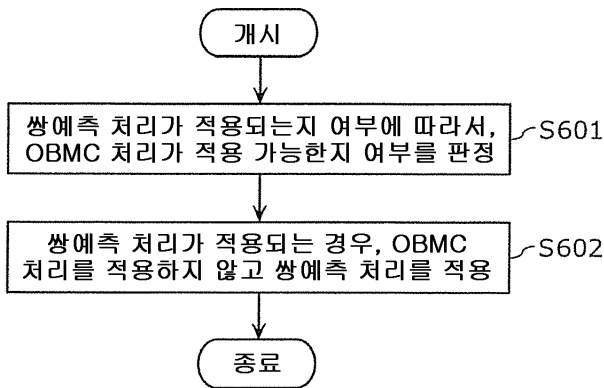 개시
쌍예측 처리가 적용되는지 여부에 따라서,
OBMC 처리가 적용 가능한지 여부를 판정
S601
쌍예측 처리가 적용되는 경우, OBMC
처리를 적용하지 않고 쌍예측 처리를 적용
S602
종료